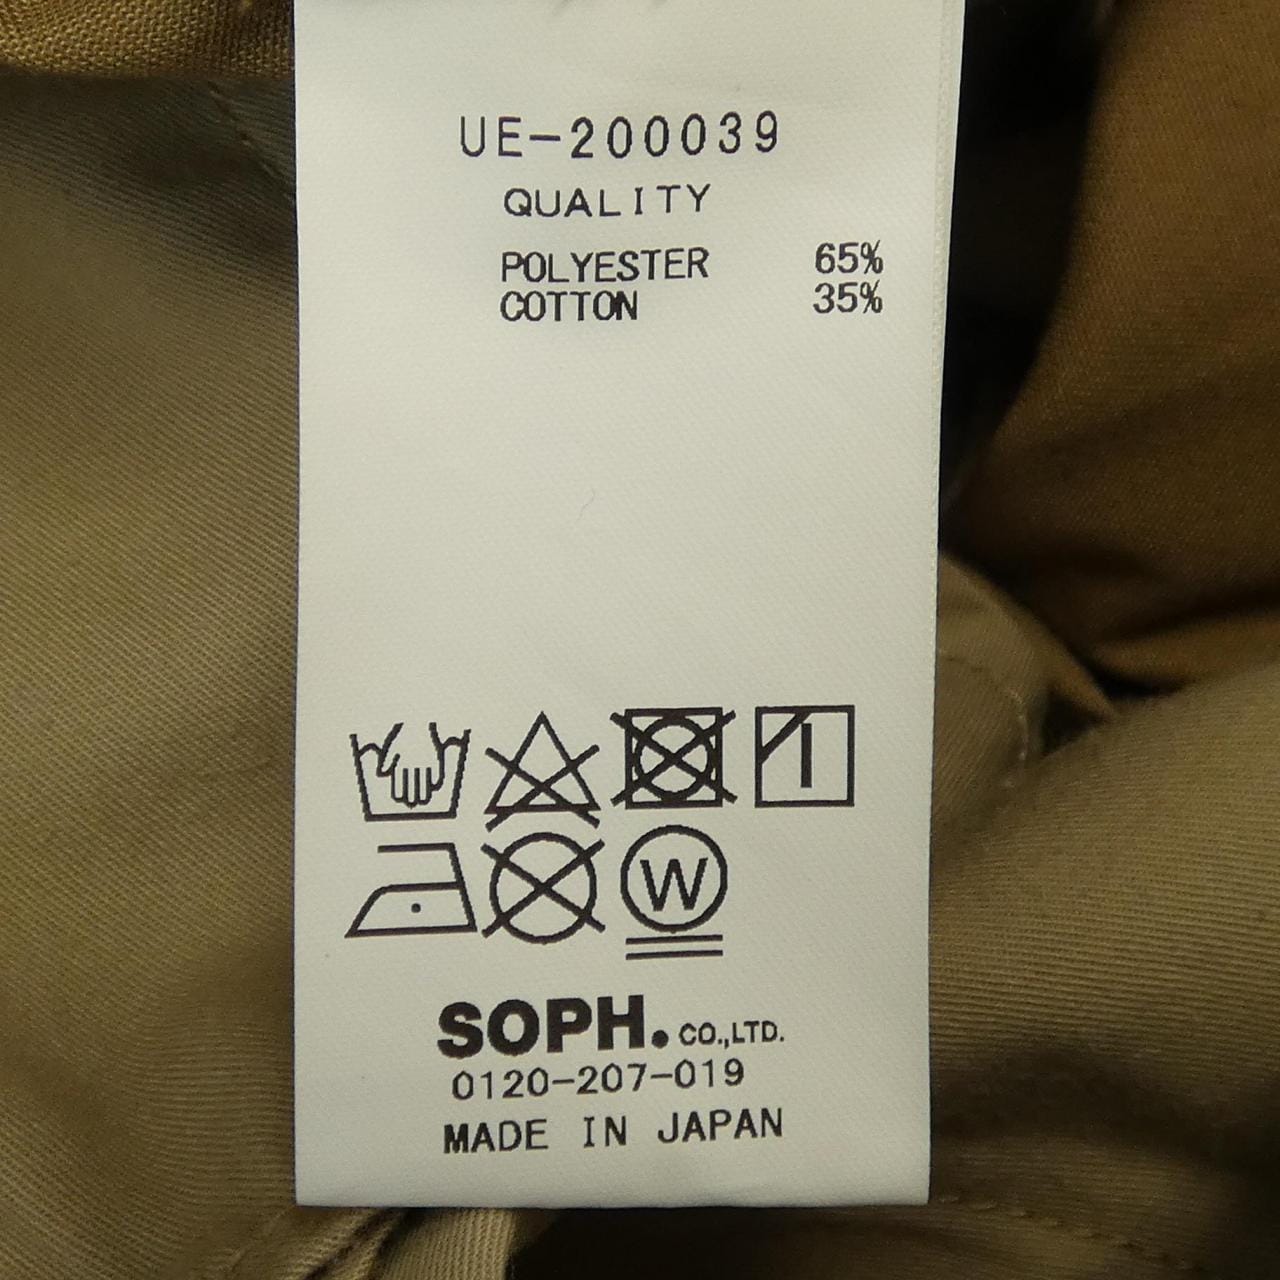 UE-200039
QUALITY
POLYESTER 65%
COTTON 35%
W
SOPH. CO.,LTD.
0120-207-019
MADE IN JAPAN